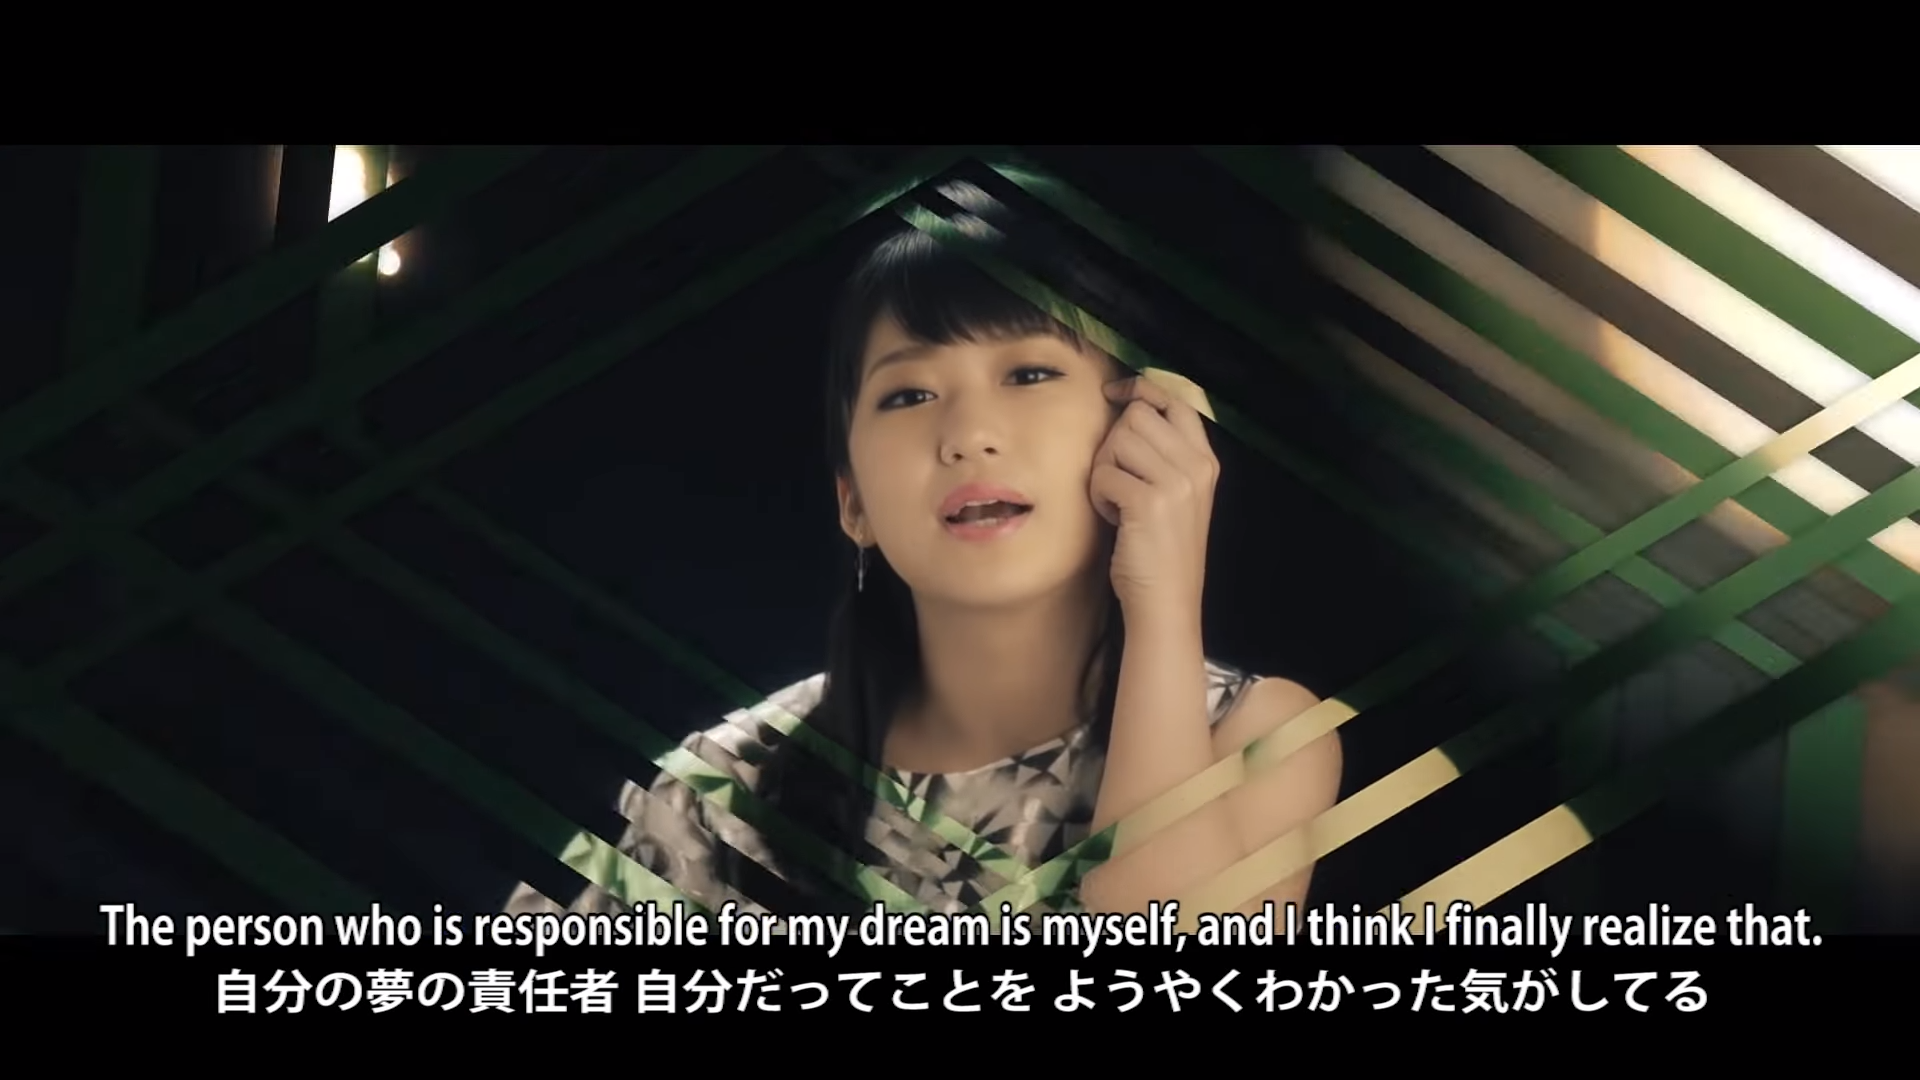 The person who is responsible for my dream is myself, and I think I finally realize that.
自分の夢の責任者 自分だってことを ようやくわかった気がしてる